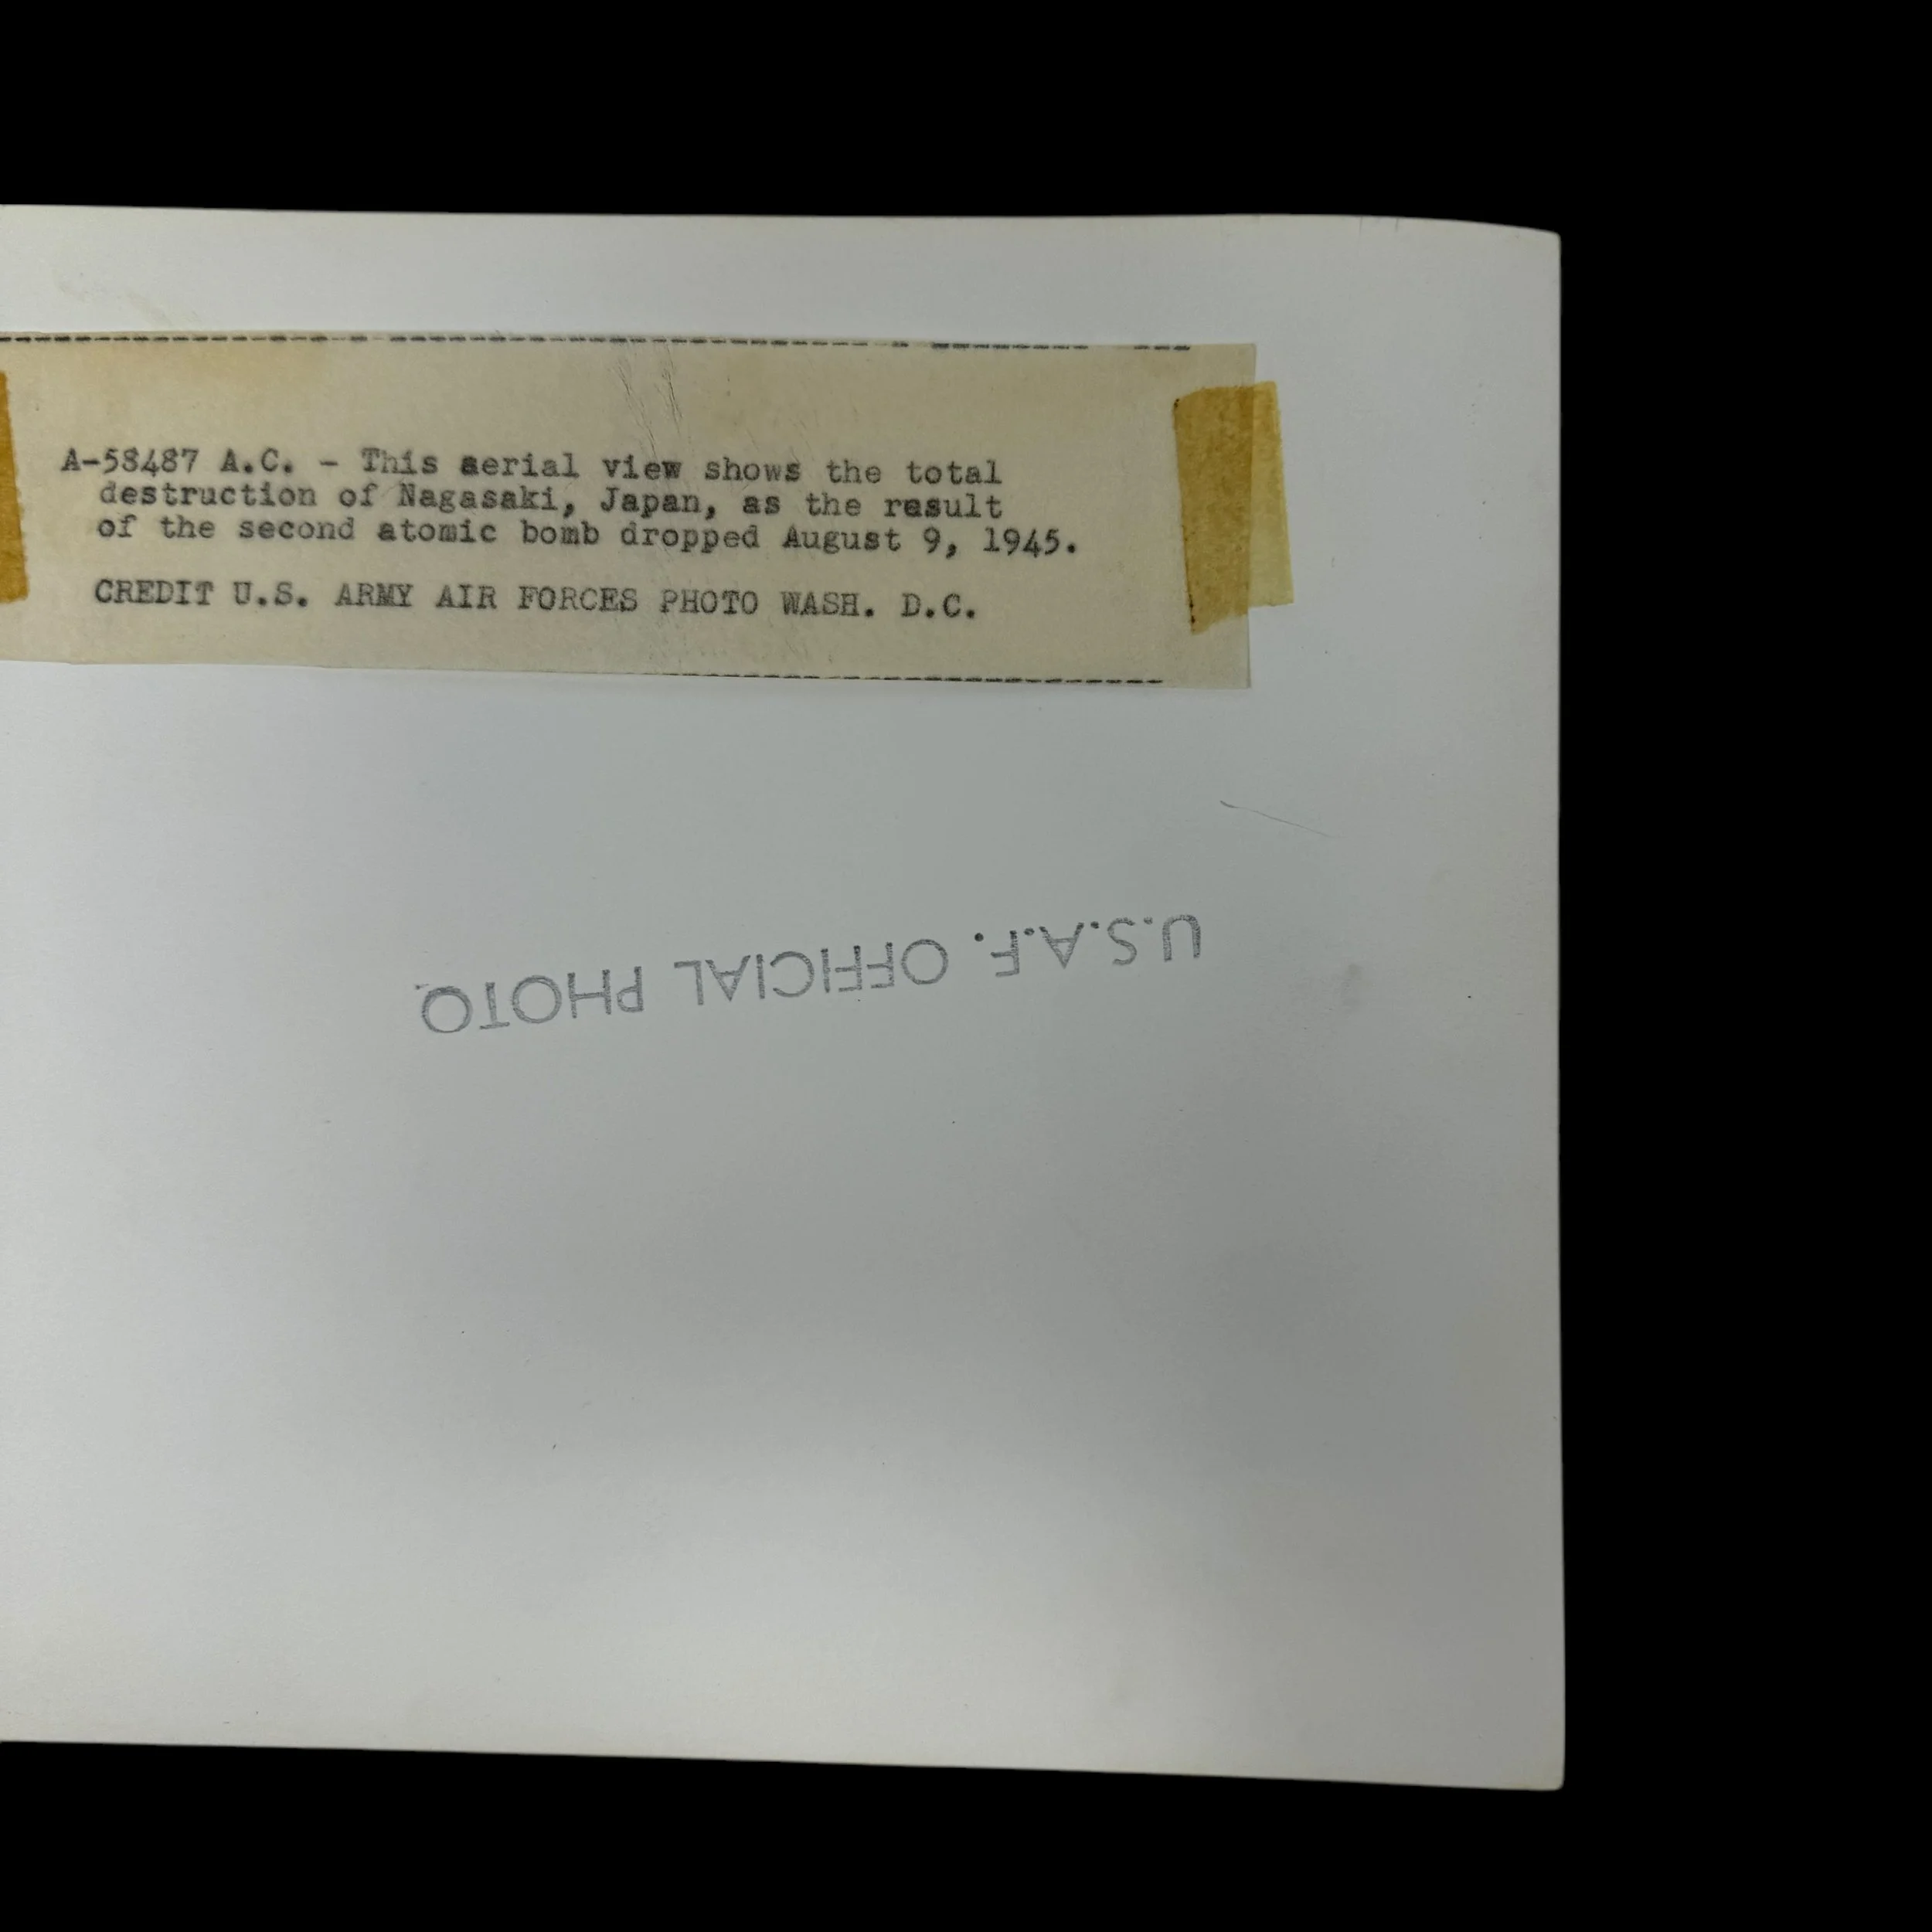 A-58487 A.C. - This aerial view shows the total
destruction of Nagasaki, Japan, as the result
of the second atomic bomb dropped August 9, 1945.
CREDIT U.S. ARMY AIR FORCES PHOTO WASH. D.C.
U.S.A.F. OFFICIAL PHOTO